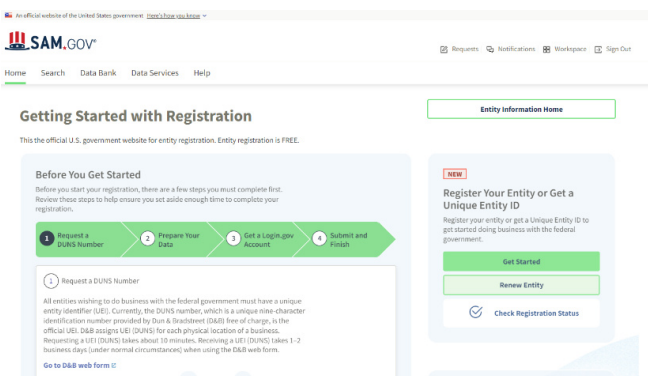 An official website of the United States government Here's how you know
SAM.GOV®
Requests Notifications Workspace Sign Out
Home Search Data Bank Data Services Help
Getting Started with Registration
Entity Information Home
This the official U.S. government website for entity registration. Entity registration is FREE.
Before You Get Started
Before you start your registration, there are a few steps you must complete first.
Review these steps to help ensure you set aside enough time to complete your
registration.
1 Request a
DUNS Number
2 Prepare Your
Data
3 Get a Login.gov
Account
4 Submit and
Finish
1 Request a DUNS Number
All entities wishing to do business with the federal government must have a unique
entity identifier (UEI). Currently, the DUNS number, which is a unique nine-character
identification number provided by Dun & Bradstreet (D&B) free of charge, is the
official UEI. D&B assigns UEI (DUNS) for each physical location of a business.
Requesting a UEI (DUNS) takes about 10 minutes. Receiving a UEI (DUNS) takes 1–2
business days (under normal circumstances) when using the D&B web form.
Go to D&B web form
NEW
Register Your Entity or Get a
Unique Entity ID
Register your entity or get a Unique Entity ID to
get started doing business with the federal
government.
Get Started
Renew Entity
Check Registration Status